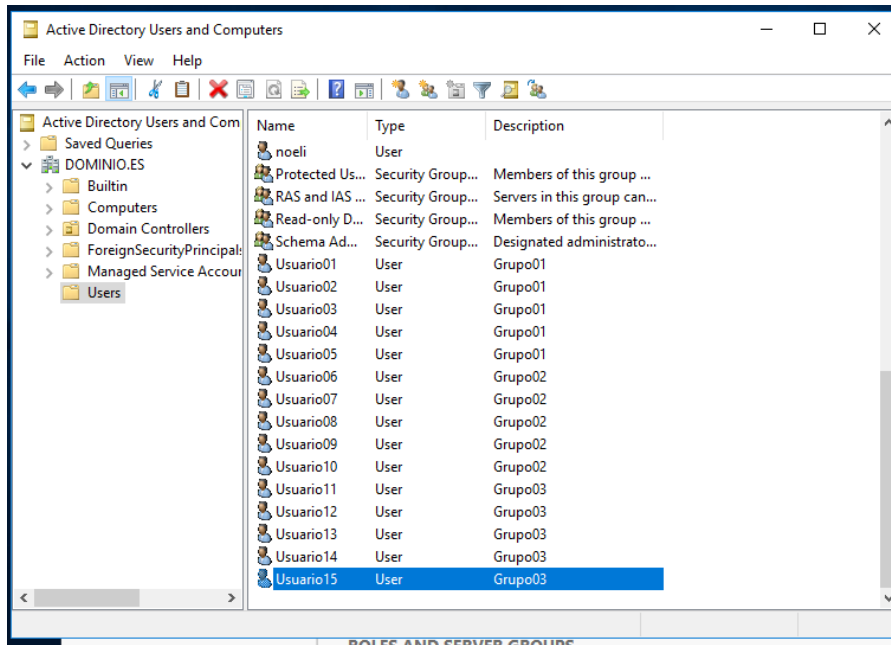 Active Directory Users and Computers
File Action View Help
Active Directory Users and Com
Saved Queries
DOMINIO.ES
Builtin
Computers
Domain Controllers
ForeignSecurityPrincipals
Managed Service Accour
Users
Name Type Description
noeli User
Protected Us... Security Group... Members of this group ...
RAS and IAS ... Security Group... Servers in this group can...
Read-only D... Security Group... Members of this group ...
Schema Ad... Security Group... Designated administrato...
Usuario01 User Grupo01
Usuario02 User Grupo01
Usuario03 User Grupo01
Usuario04 User Grupo01
Usuario05 User Grupo01
Usuario06 User Grupo02
Usuario07 User Grupo02
Usuario08 User Grupo02
Usuario09 User Grupo02
Usuario10 User Grupo02
Usuario11 User Grupo03
Usuario12 User Grupo03
Usuario13 User Grupo03
Usuario14 User Grupo03
Usuario15 User Grupo03
ROLES AND SERVER GROUPS